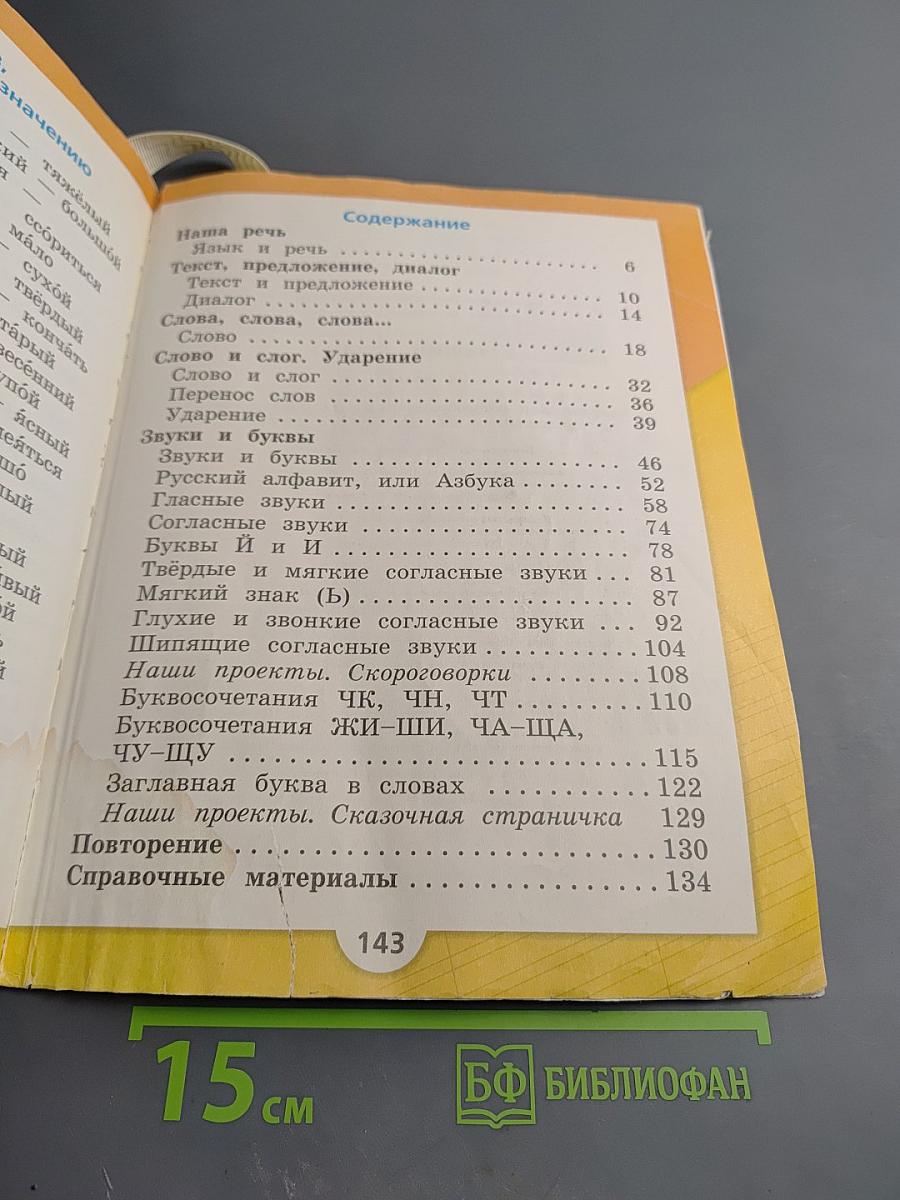 значению
— тяжёлый
— большой
ссориться
мало
сухой
твёрдый
кончать
весенний
— ясный
Содержание
Наша речь
Язык и речь . . . . . . . . . . . . . . . . . . . . . . . . 6
Текст, предложение, диалог
Текст и предложение . . . . . . . . . . . . . . . . . 10
Диалог . . . . . . . . . . . . . . . . . . . . . . . . . . . . . . 14
Слова, слова, слова...
Слово . . . . . . . . . . . . . . . . . . . . . . . . . . . . . . . 18
Слово и слог. Ударение
Слово и слог . . . . . . . . . . . . . . . . . . . . . . . . 32
Перенос слов . . . . . . . . . . . . . . . . . . . . . . . . 36
Ударение . . . . . . . . . . . . . . . . . . . . . . . . . . . . 39
Звуки и буквы
Звуки и буквы . . . . . . . . . . . . . . . . . . . . . . 46
Русский алфавит, или Азбука . . . . . . . . 52
Гласные звуки . . . . . . . . . . . . . . . . . . . . . . . 58
Согласные звуки . . . . . . . . . . . . . . . . . . . . . 74
Буквы Й и И . . . . . . . . . . . . . . . . . . . . . . . . 78
Твёрдые и мягкие согласные звуки . . . 81
Мягкий знак (Ь) . . . . . . . . . . . . . . . . . . . . . 87
Глухие и звонкие согласные звуки . . . 92
Шипящие согласные звуки . . . . . . . . . . . . 104
Наши проекты. Скороговорки . . . . . . . . 108
Буквосочетания ЧК, ЧН, ЧТ . . . . . . . . . 110
Буквосочетания ЖИ–ШИ, ЧА–ЩА,
ЧУ–ЩУ . . . . . . . . . . . . . . . . . . . . . . . . . . . . 115
Заглавная буква в словах . . . . . . . . . . . 122
Наши проекты. Сказочная страничка 129
Повторение . . . . . . . . . . . . . . . . . . . . . . . . . . . . 130
Справочные материалы . . . . . . . . . . . . . . . . . 134
143
15 см
БФ БИБЛИОФАН